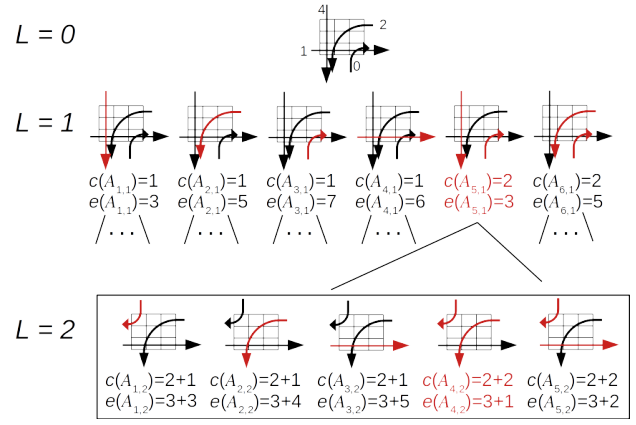 L = 0
4
2
1
0
L = 1
c(A1,1)=1 c(A2,1)=1 c(A3,1)=1 c(A4,1)=1 c(A5,1)=2 c(A6,1)=2
e(A1,1)=3 e(A2,1)=5 e(A3,1)=7 e(A4,1)=6 e(A5,1)=3 e(A6,1)=5
... ... ... ... ...
L = 2
c(A1,2)=2+1 c(A2,2)=2+1 c(A3,2)=2+1 c(A4,2)=2+2 c(A5,2)=2+2
e(A1,2)=3+3 e(A2,2)=3+4 e(A3,2)=3+5 e(A4,2)=3+1 e(A5,2)=3+2